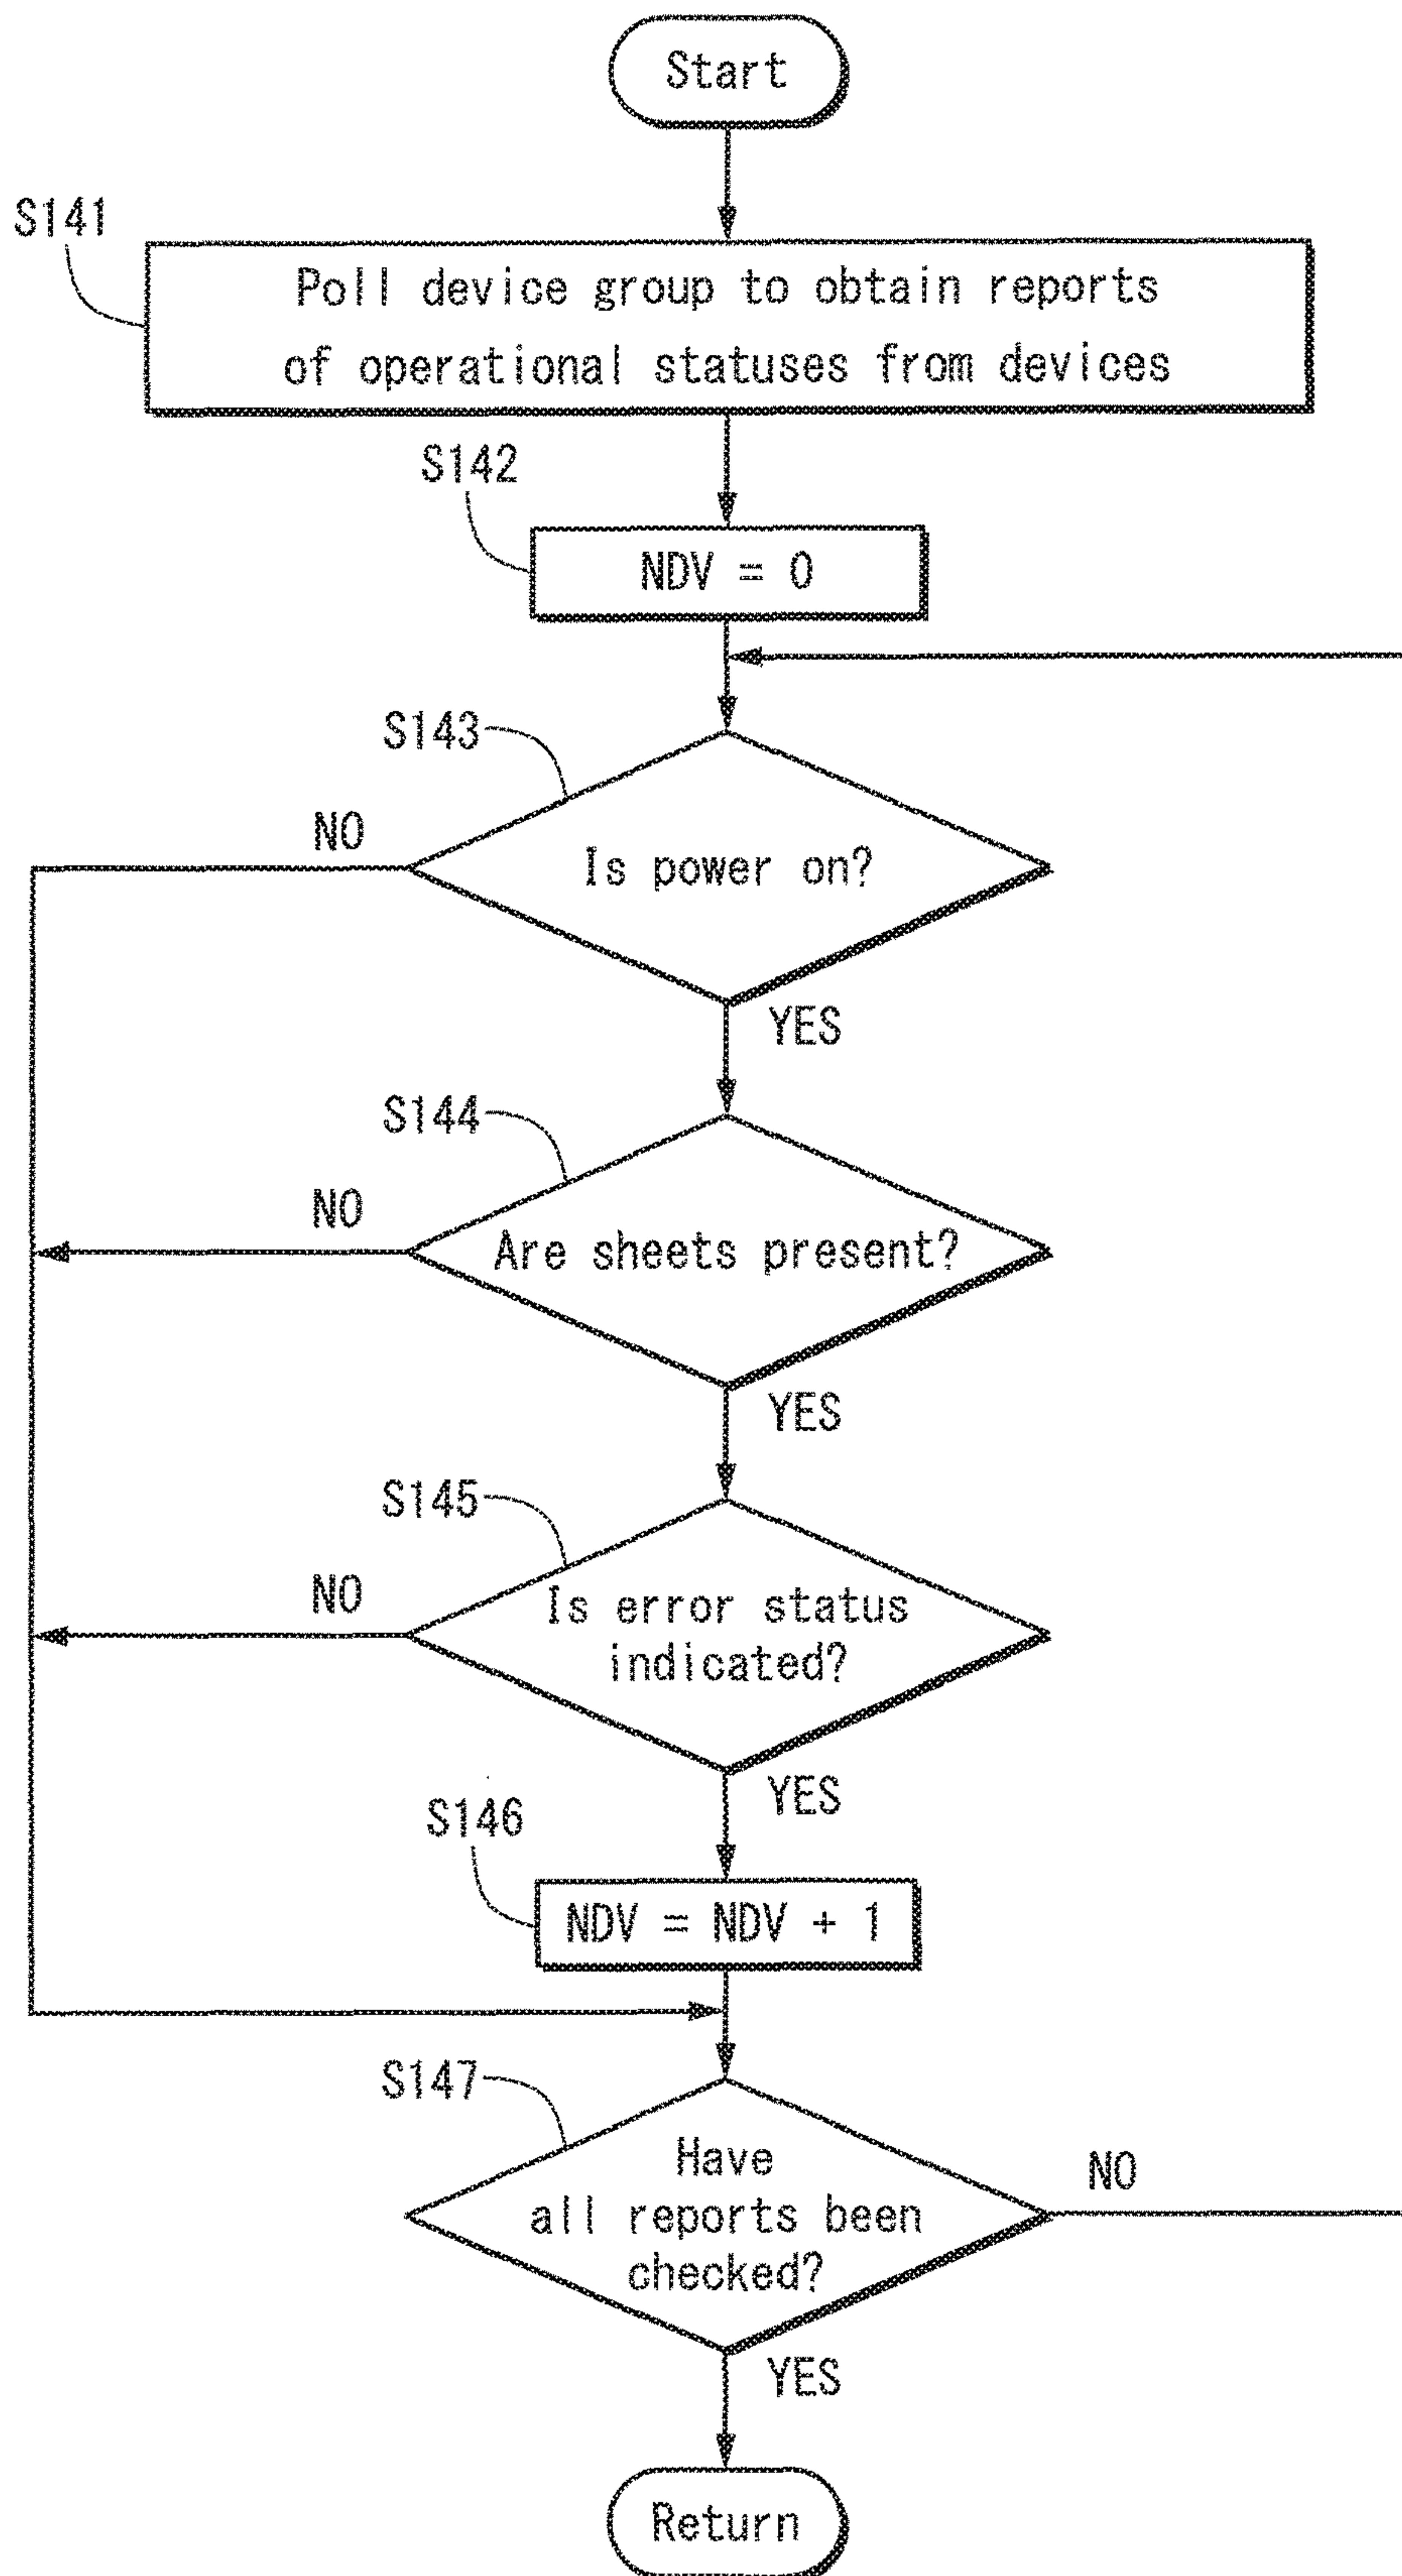 Start
S141
Poll device group to obtain reports
of operational statuses from devices
S142
NDV = 0
S143
NO
Is power on?
YES
S144
NO
Are sheets present?
YES
S145
NO
Is error status
indicated?
YES
S146
NDV = NDV + 1
S147
Have
all reports been
checked?
NO
YES
Return